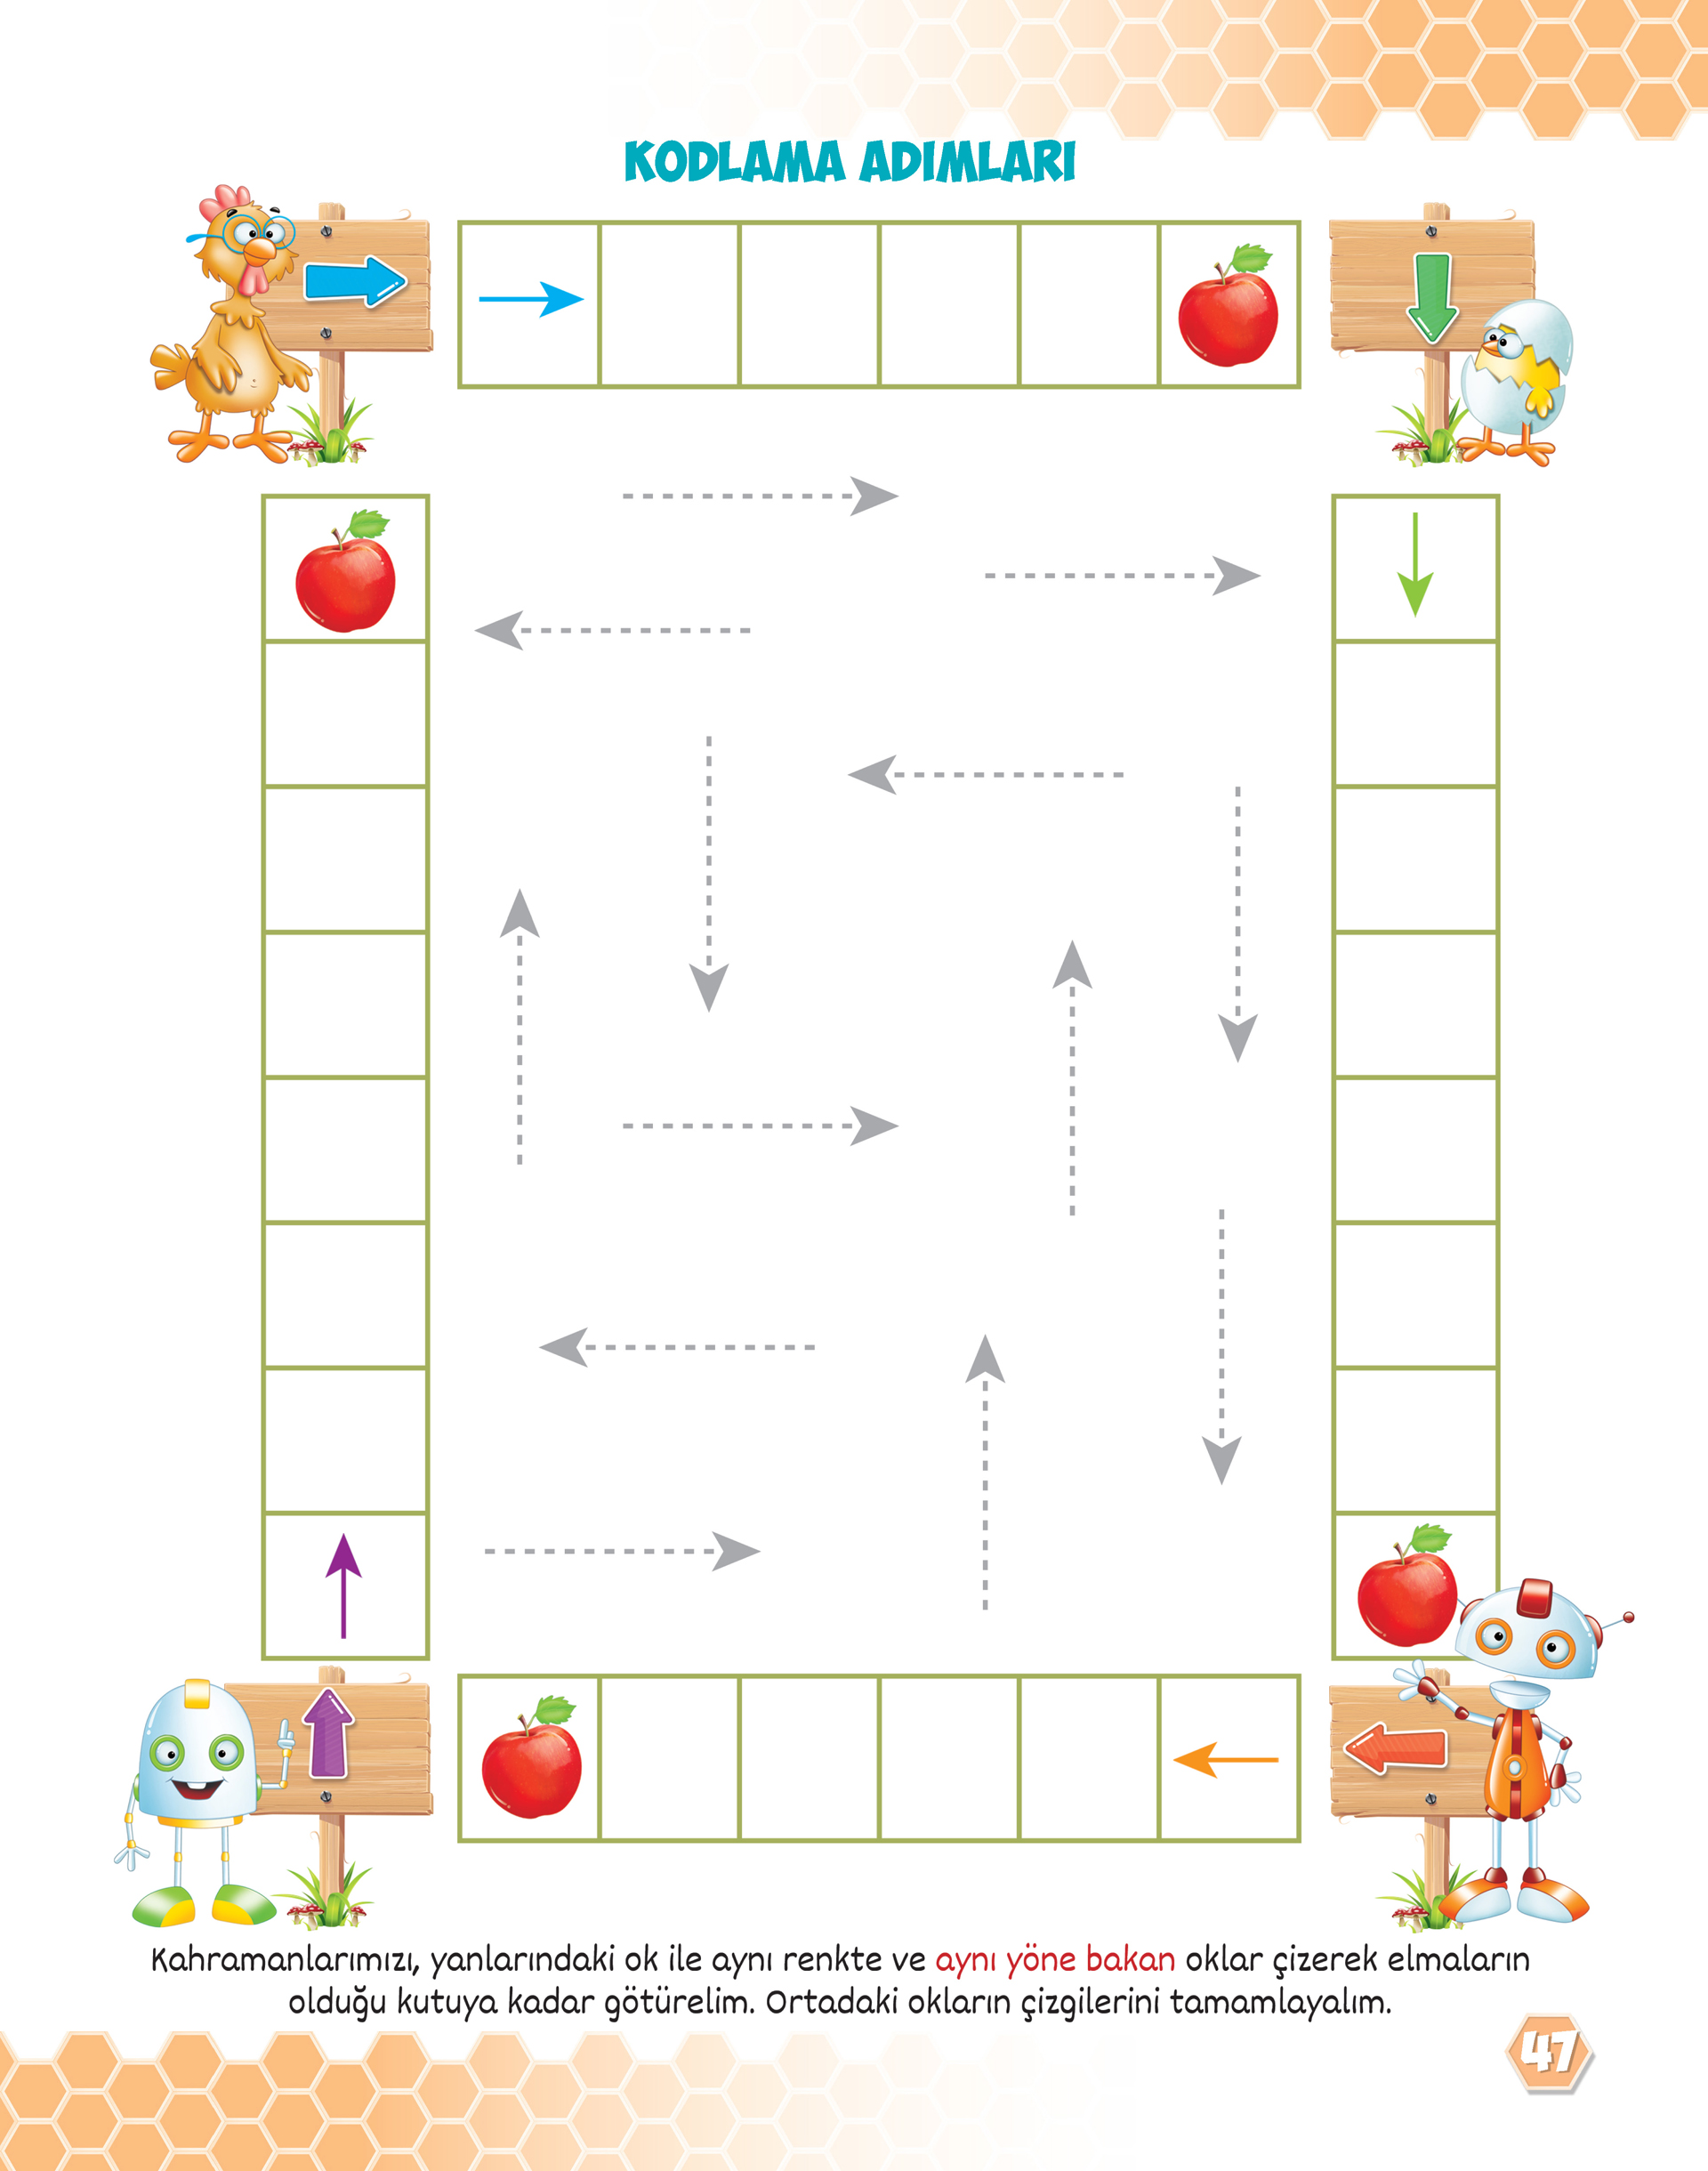 KODLAMA ADIMLARI
Kahramanlarımızı, yanlarındaki ok ile aynı renkte ve aynı yöne bakan oklar çizerek elmaların
olduğu kutuya kadar götürelim. Ortadaki okların çizgilerini tamamlayalım.
47